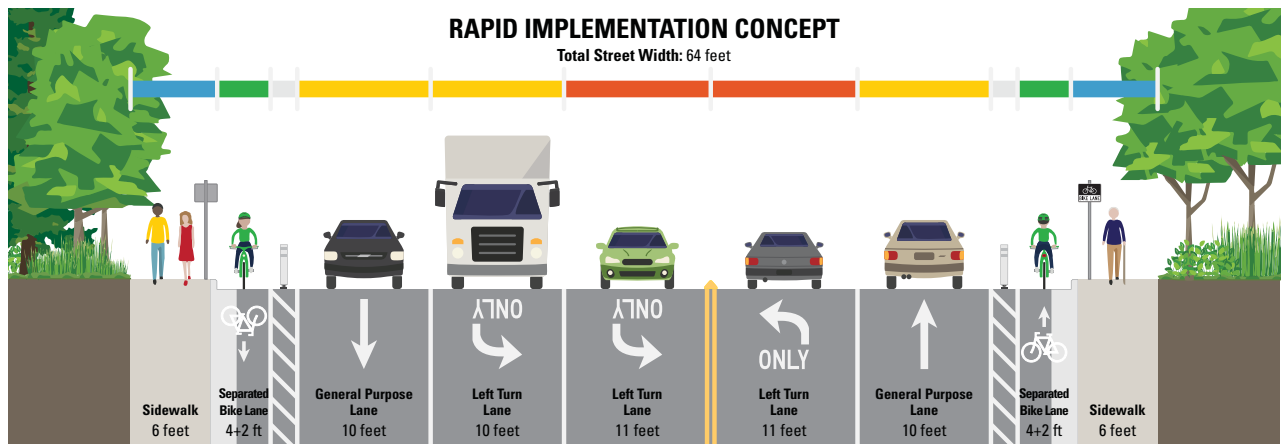 RAPID IMPLEMENTATION CONCEPT
Total Street Width: 64 feet
BIKE LANE
ONLY
ONLY
ONLY
Sidewalk
6 feet
Separated
Bike Lane
4+2 ft
General Purpose
Lane
10 feet
Left Turn
Lane
10 feet
Left Turn
Lane
11 feet
Left Turn
Lane
11 feet
General Purpose
Lane
10 feet
Separated
Bike Lane
4+2 ft
Sidewalk
6 feet